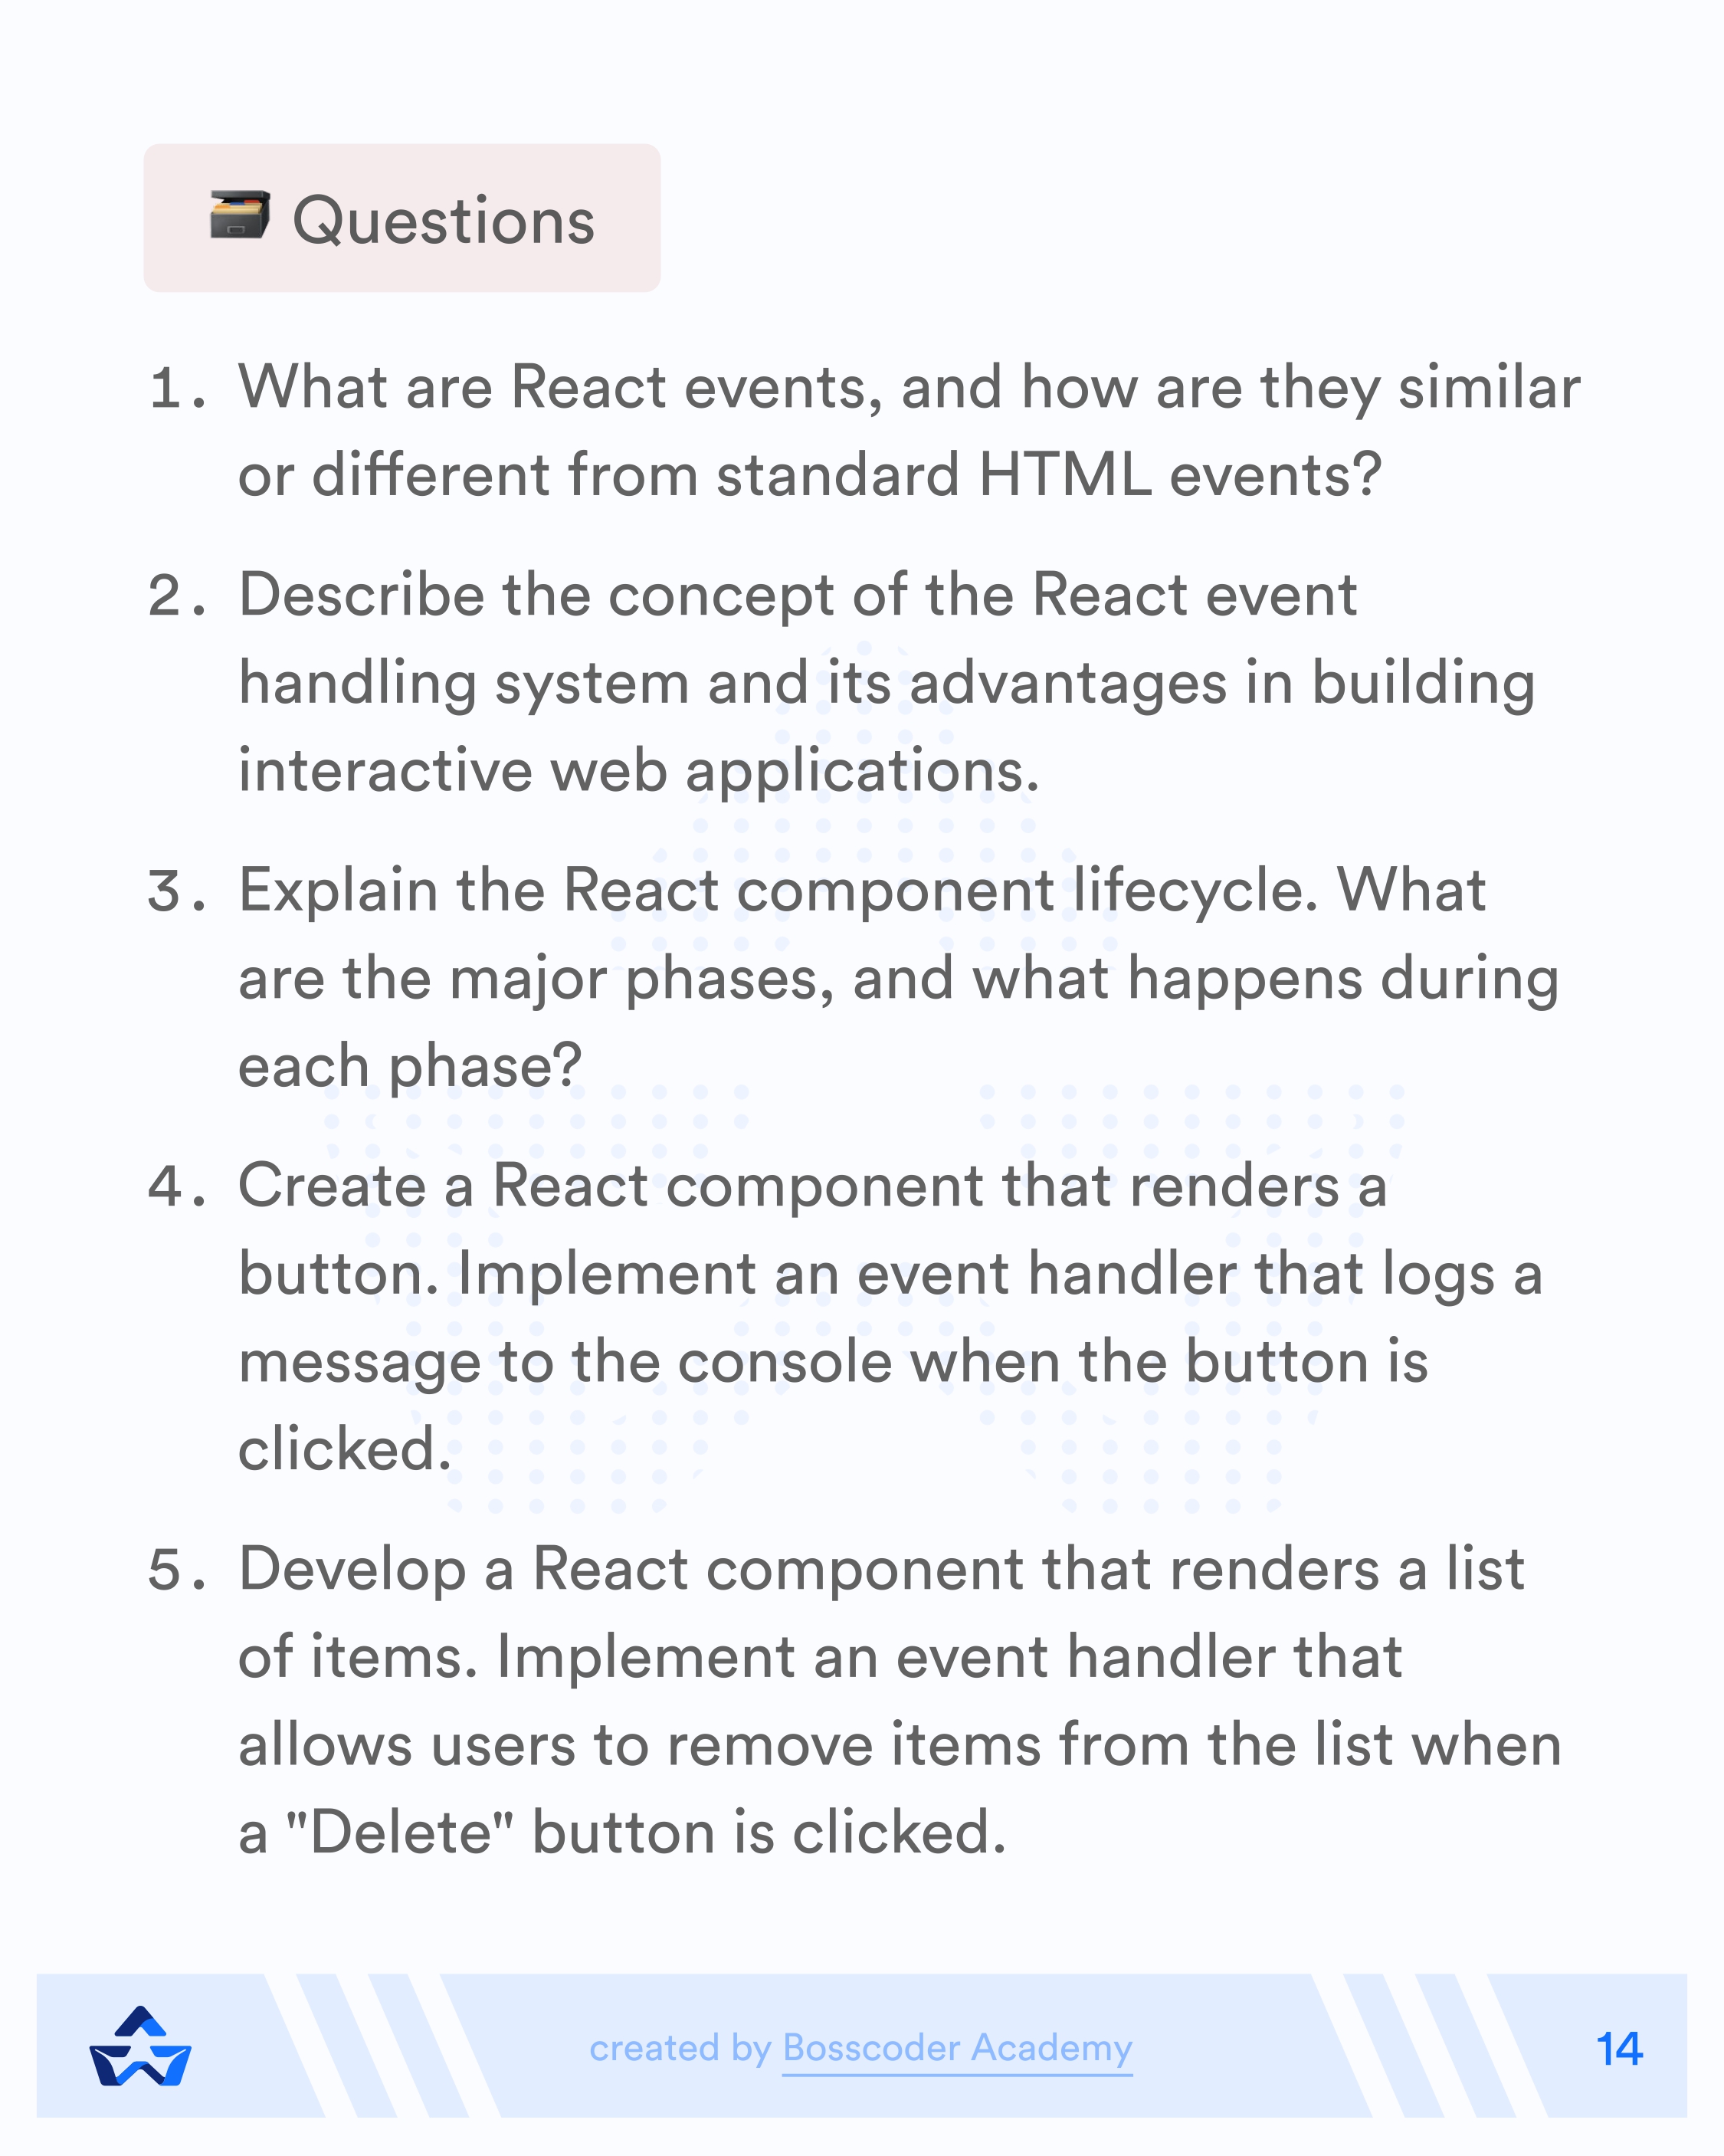 Questions
1. What are React events, and how are they similar
or different from standard HTML events?
2. Describe the concept of the React event
handling system and its advantages in building
interactive web applications.
3. Explain the React component lifecycle. What
are the major phases, and what happens during
each phase?
4. Create a React component that renders a
button. Implement an event handler that logs a
message to the console when the button is
clicked.
5. Develop a React component that renders a list
of items. Implement an event handler that
allows users to remove items from the list when
a "Delete" button is clicked.
created by Bosscoder Academy
14